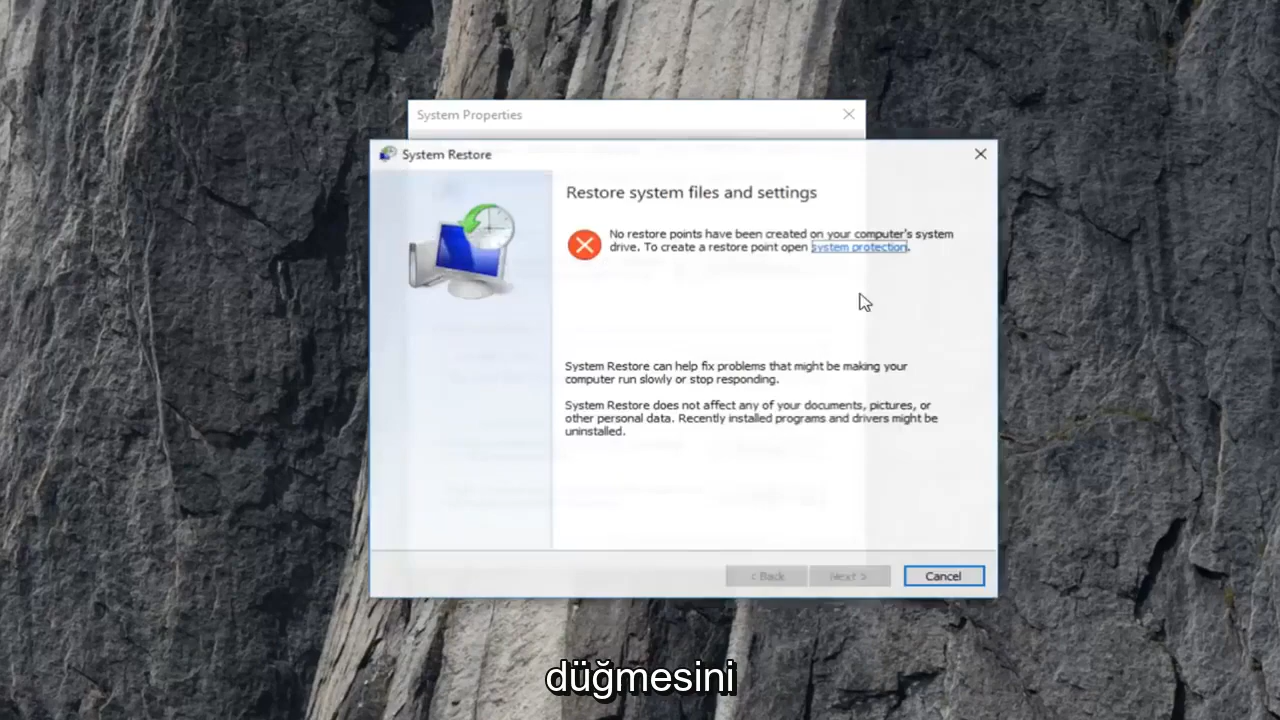 System Properties
System Restore
Restore system files and settings
No restore points have been created on your computer's system
drive. To create a restore point open system protection.
System Restore can help fix problems that might be making your
computer run slowly or stop responding.
System Restore does not affect any of your documents, pictures, or
other personal data. Recently installed programs and drivers might be
uninstalled.
< Back Next > Cancel
düğmesini